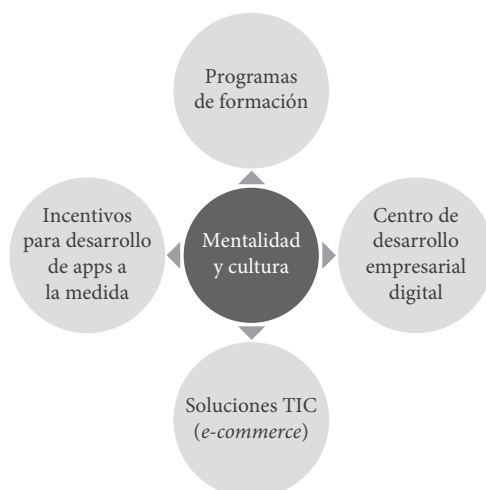 Programas
de formación
Incentivos
para desarrollo
de apps a
la medida
Mentalidad
y cultura
Centro de
desarrollo
empresarial
digital
Soluciones TIC
(e-commerce)